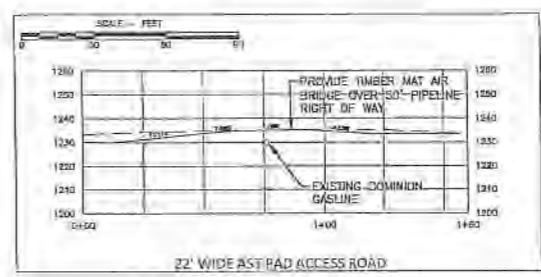 SCALE - FEET
0 30 60
PROVIDE TIMBER MAT AIR
BRIDGE OVER 50' PIPELINE
RIGHT OF WAY
1260 1260
1250 1250
1240 1240
1230 1230
1220 1220
1210 1210
1200 1200
EXISTING DOMINION
GASLINE
0+00 1+00
22' WIDE AST PAD ACCESS ROAD